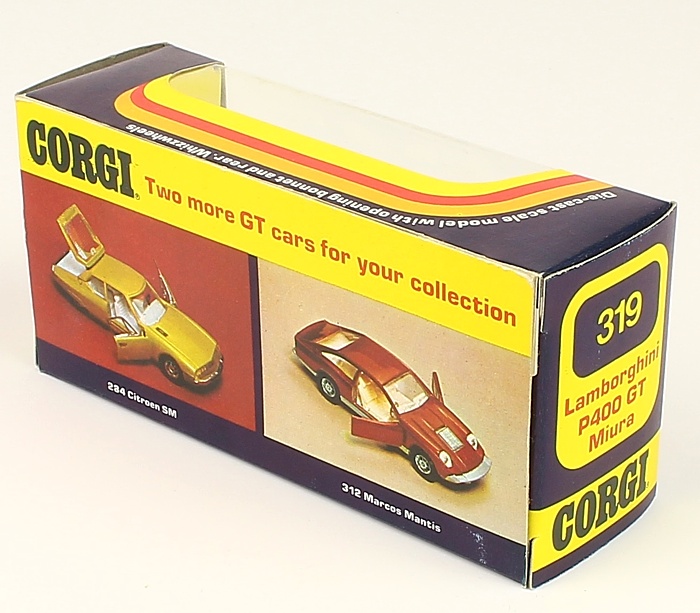 Die-cast scale model with opening bonnet and rear. Whizzwheels
CORGI
Two more GT cars for your collection
284 Citroen SM
312 Marcos Mantis
319
Lamborghini
P400 GT
Miura
CORGI